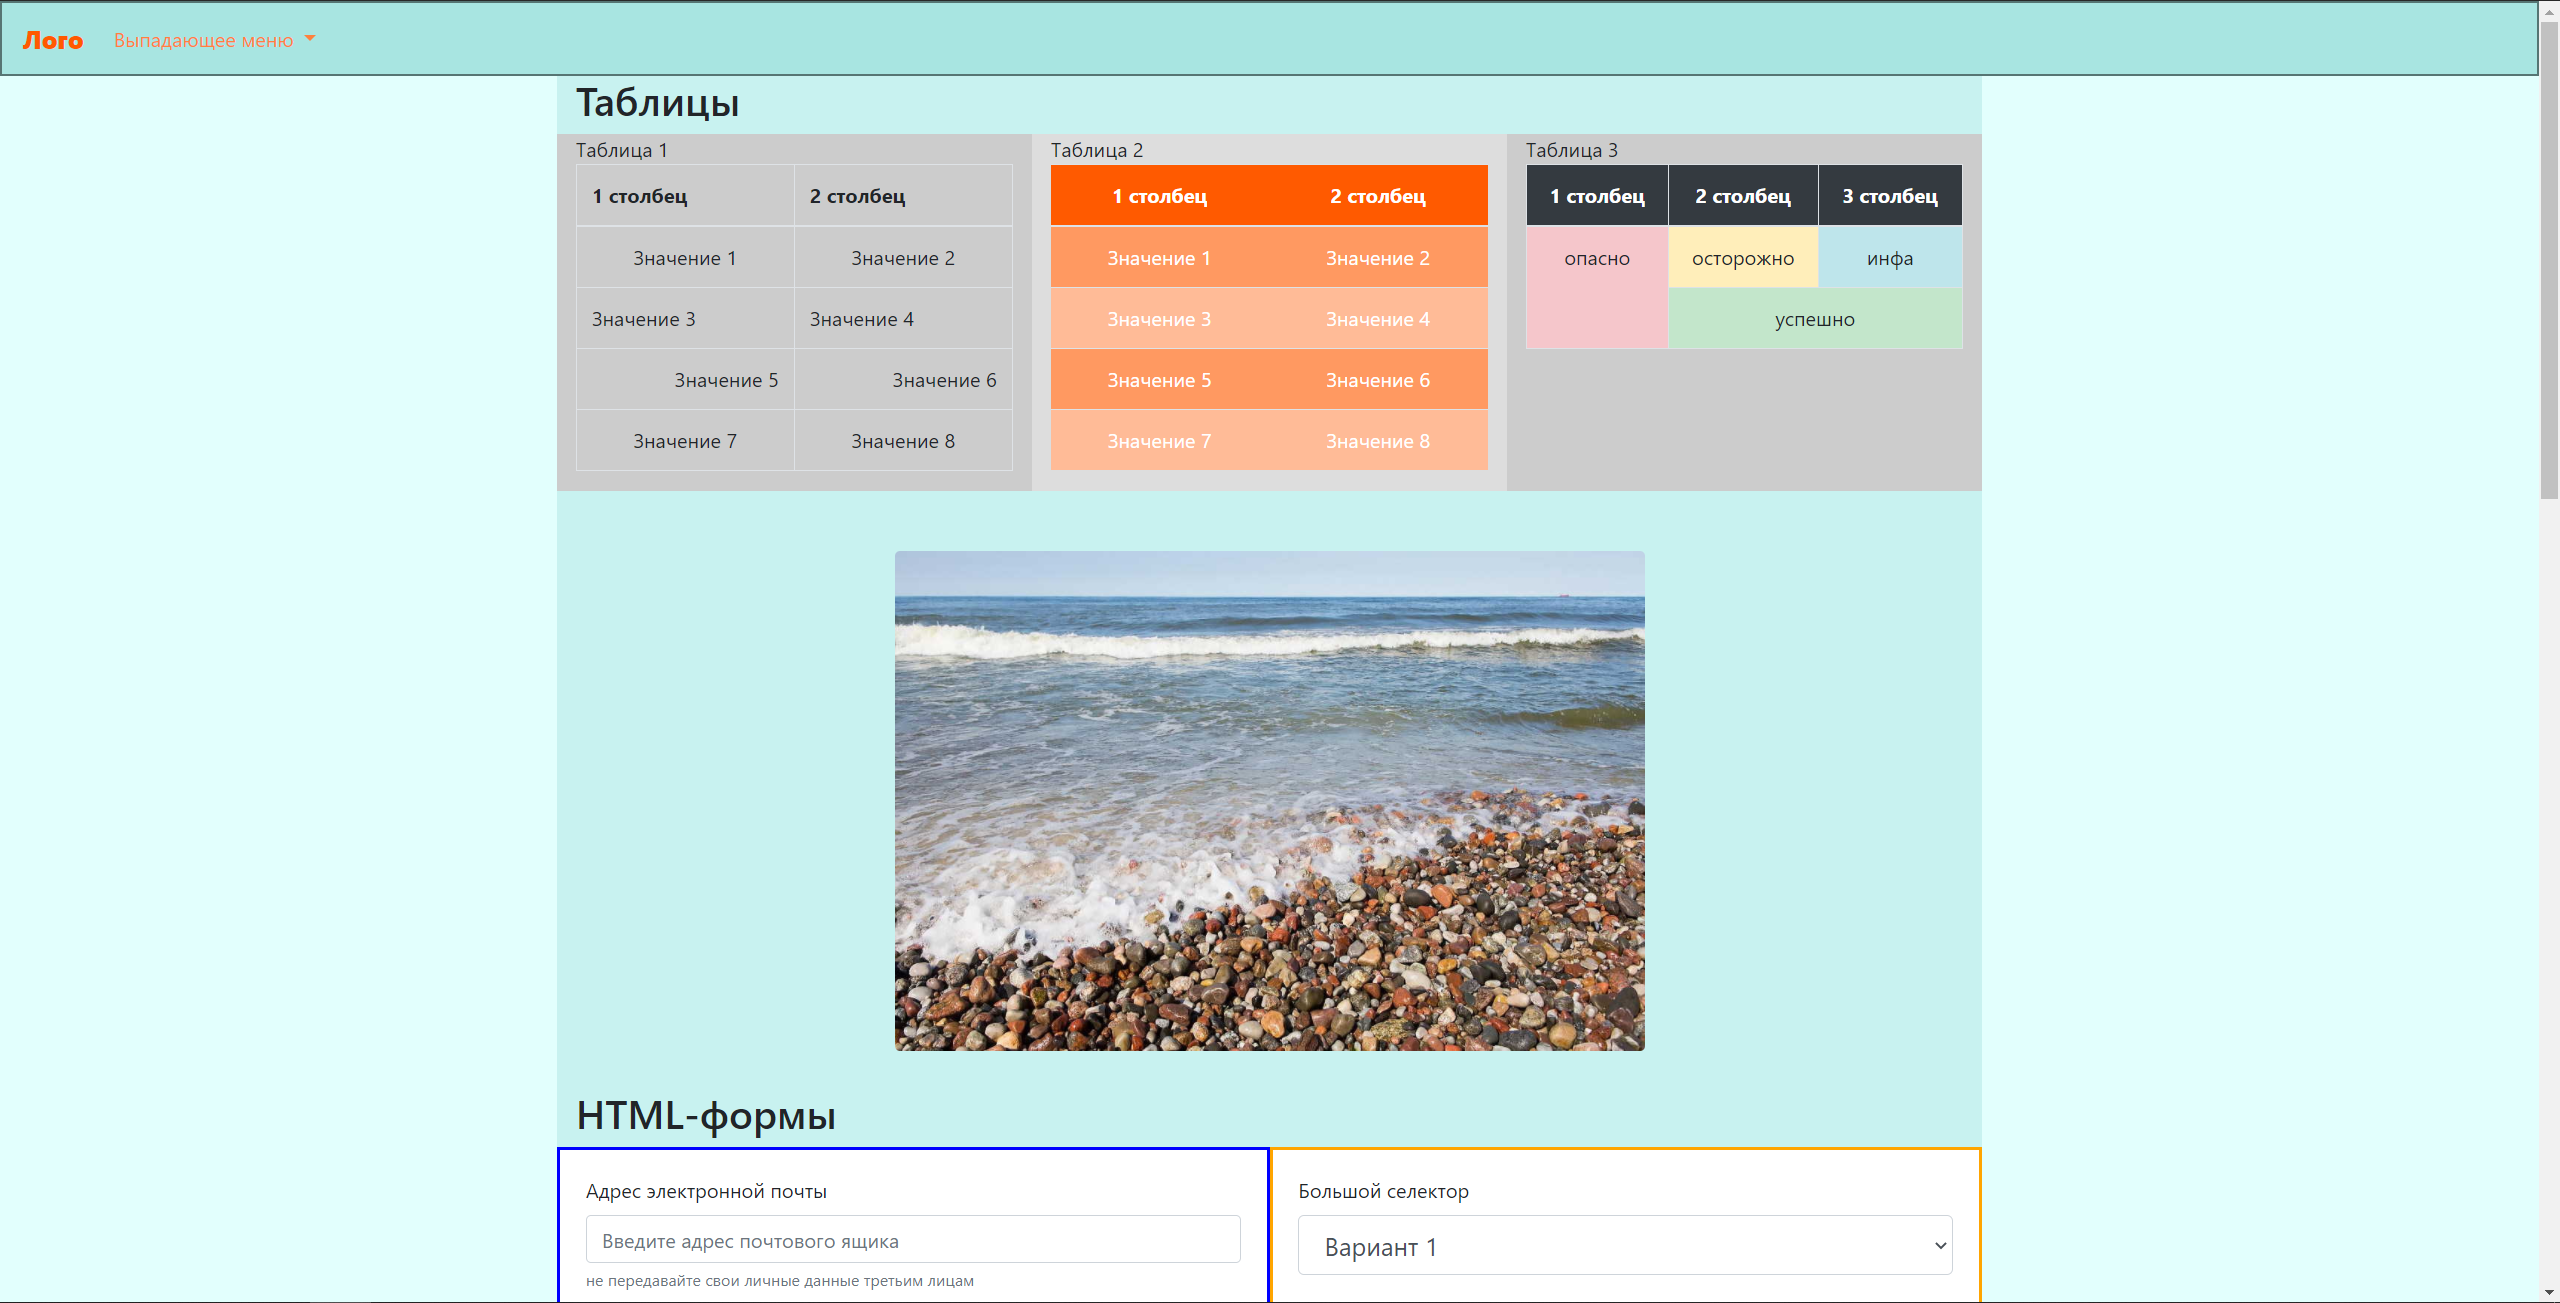 Лого Выпадающее меню
Таблицы
Таблица 1
1 столбец 2 столбец
Значение 1 Значение 2
Значение 3 Значение 4
Значение 5 Значение 6
Значение 7 Значение 8
Таблица 2
1 столбец 2 столбец
Значение 1 Значение 2
Значение 3 Значение 4
Значение 5 Значение 6
Значение 7 Значение 8
Таблица 3
1 столбец 2 столбец 3 столбец
опасно осторожно инфа
успешно
HTML-формы
Адрес электронной почты
Введите адрес почтового ящика
не передавайте свои личные данные третьим лицам
Большой селектор
Вариант 1